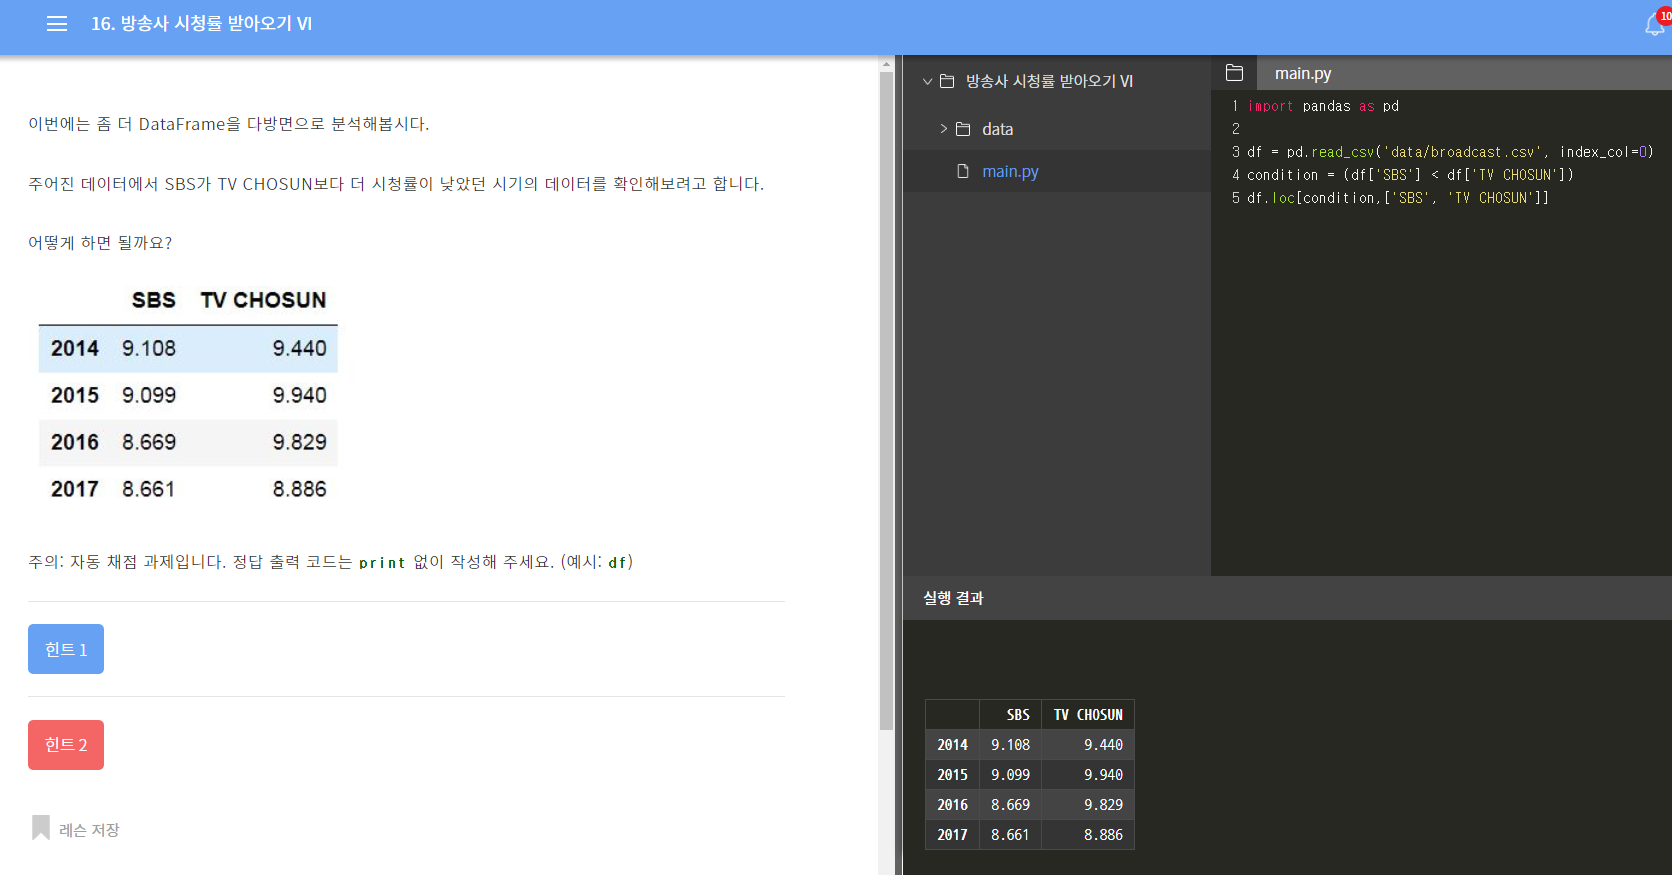 16. 방송사 시청률 받아오기 VI
10
이번에는 좀 더 DataFrame을 다방면으로 분석해봅시다.
주어진 데이터에서 SBS가 TV CHOSUN보다 더 시청률이 낮았던 시기의 데이터를 확인해보려고 합니다.
어떻게 하면 될까요?
SBS TV CHOSUN
2014 9.108 9.440
2015 9.099 9.940
2016 8.669 9.829
2017 8.661 8.886
주의: 자동 채점 과제입니다. 정답 출력 코드는 print 없이 작성해 주세요. (예시: df)
힌트 1
힌트 2
레슨 저장
방송사 시청률 받아오기 VI
data
main.py
main.py
1 import pandas as pd
2
3 df = pd.read_csv('data/broadcast.csv', index_col=0)
4 condition = (df['SBS'] < df['TV CHOSUN'])
5 df.loc[condition,['SBS', 'TV CHOSUN']]
실행 결과
SBS TV CHOSUN
2014 9.108 9.440
2015 9.099 9.940
2016 8.669 9.829
2017 8.661 8.886